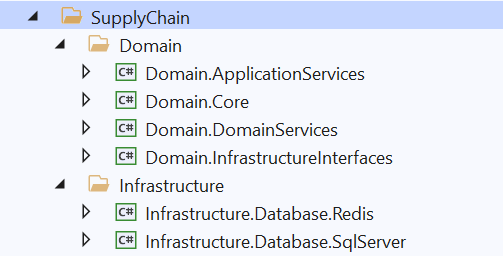 SupplyChain
Domain
C# Domain.ApplicationServices
C# Domain.Core
C# Domain.DomainServices
C# Domain.InfrastructureInterfaces
Infrastructure
C# Infrastructure.Database.Redis
C# Infrastructure.Database.SqlServer